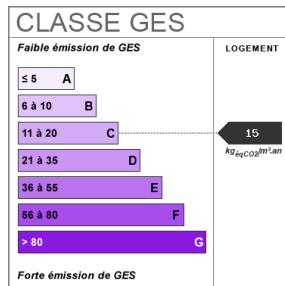 CLASSE GES
Faible émission de GES
LOGEMENT
≤ 5 A
6 à 10 B
11 à 20 C
15
kgéqCO2/m².an
21 à 35 D
36 à 55 E
56 à 80 F
> 80 G
Forte émission de GES